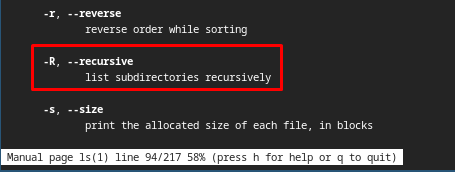 -r, --reverse
reverse order while sorting
-R, --recursive
list subdirectories recursively
-s, --size
print the allocated size of each file, in blocks
Manual page ls(1) line 94/217 58% (press h for help or q to quit)